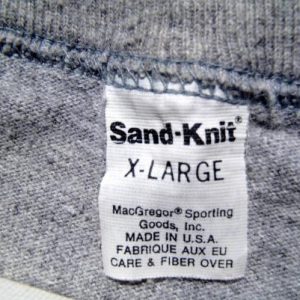 Sand-Knit®
X-LARGE
MacGregor® Sporting
Goods, Inc.
MADE IN U.S.A.
FABRIQUE AUX EU
CARE & FIBER OVER